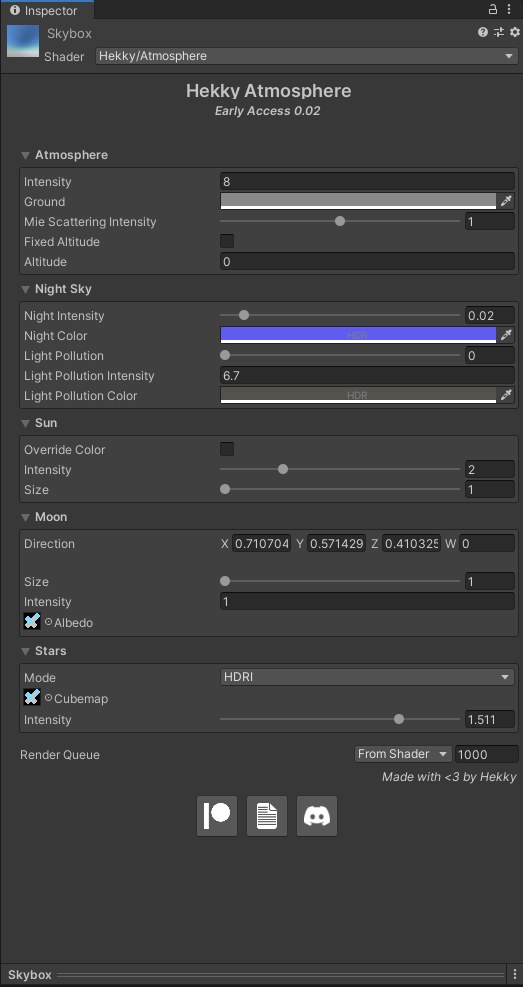 Inspector
Skybox
Shader Hekky/Atmosphere
Hekky Atmosphere
Early Access 0.02
Atmosphere
Intensity 8
Ground
Mie Scattering Intensity 1
Fixed Altitude
Altitude 0
Night Sky
Night Intensity 0.02
Night Color HDR
Light Pollution 0
Light Pollution Intensity 6.7
Light Pollution Color HDR
Sun
Override Color
Intensity 2
Size 1
Moon
Direction X 0.710704 Y 0.571429 Z 0.410325 W 0
Size 1
Intensity 1
Albedo
Stars
Mode HDRI
Cubemap
Intensity 1.511
Render Queue From Shader 1000
Made with <3 by Hekky
Skybox